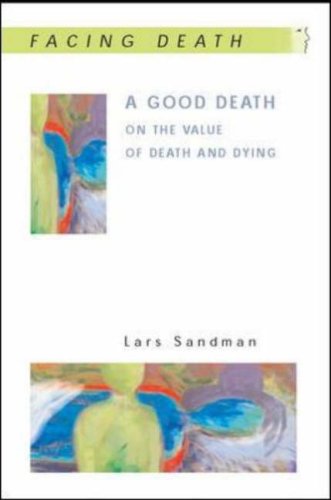 FACING DEATH
A GOOD DEATH
ON THE VALUE
OF DEATH AND DYING
Lars Sandman